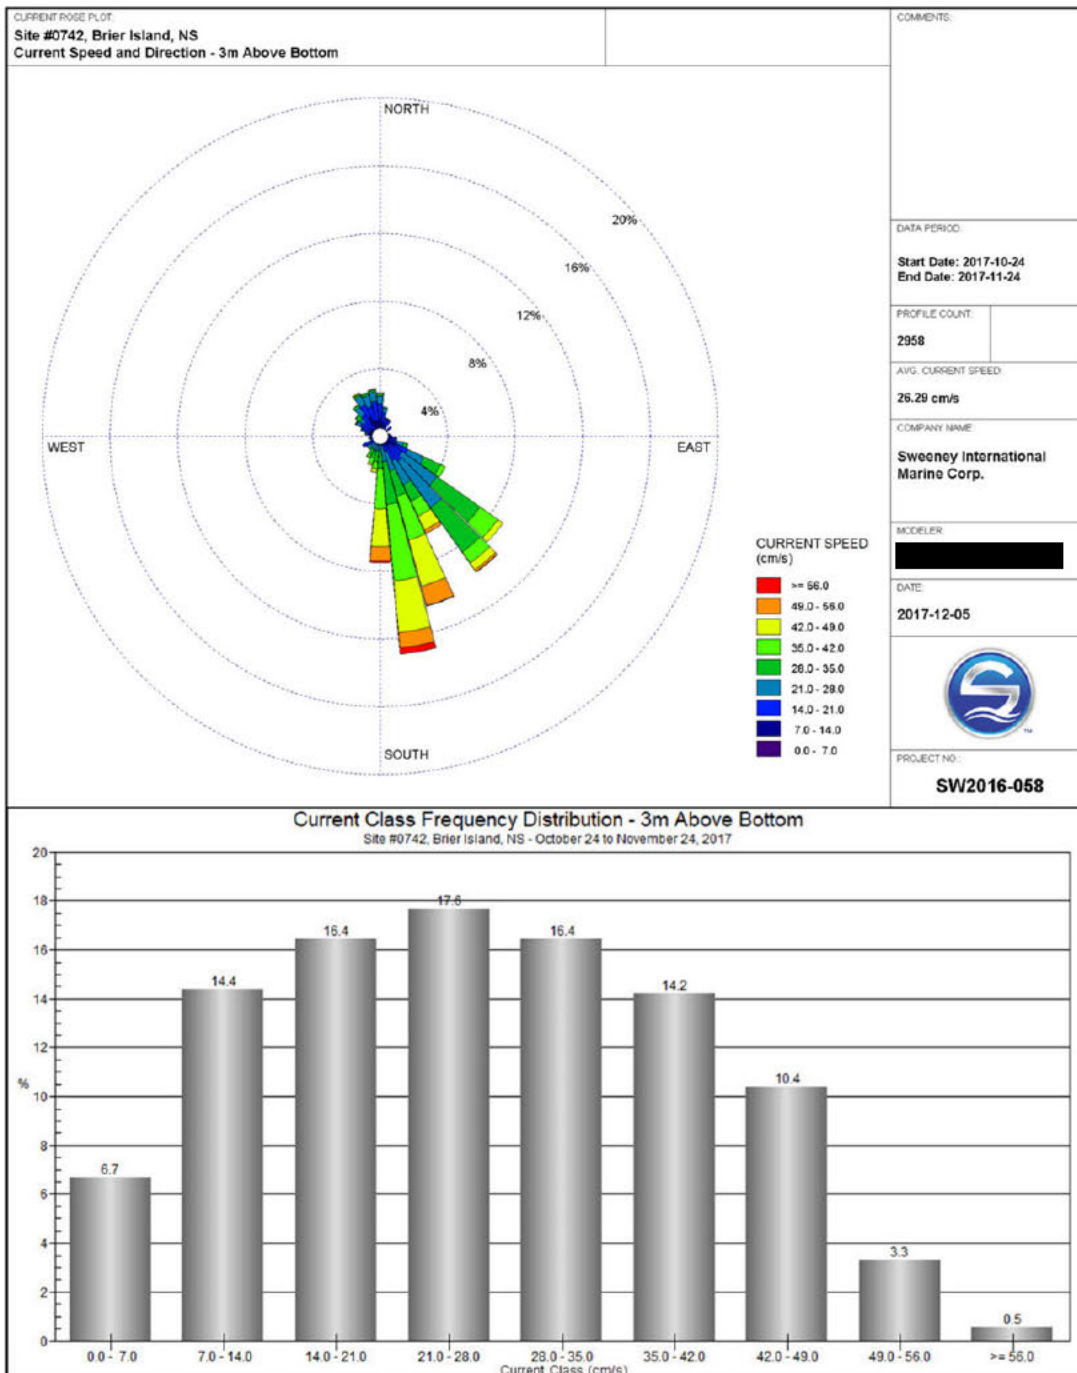 CURRENT ROSE PLOT:
Site #0742, Brier Island, NS
Current Speed and Direction - 3m Above Bottom
COMMENTS:
NORTH
20%
16%
12%
8%
4%
WEST
EAST
SOUTH
CURRENT SPEED
(cm/s)
>= 56.0
49.0 - 56.0
42.0 - 49.0
35.0 - 42.0
28.0 - 35.0
21.0 - 28.0
14.0 - 21.0
7.0 - 14.0
0.0 - 7.0
DATA PERIOD:
Start Date: 2017-10-24
End Date: 2017-11-24
PROFILE COUNT:
2958
AVG. CURRENT SPEED:
26.29 cm/s
COMPANY NAME:
Sweeney International
Marine Corp.
MODELER:
DATE:
2017-12-05
TM
PROJECT NO.:
SW2016-058
Current Class Frequency Distribution - 3m Above Bottom
Site #0742, Brier Island, NS - October 24 to November 24, 2017
20
18
16
14
12
%
10
8
6
4
2
0
6.7
14.4
16.4
17.6
16.4
14.2
10.4
3.3
0.5
0.0 - 7.0
7.0 - 14.0
14.0 - 21.0
21.0 - 28.0
28.0 - 35.0
35.0 - 42.0
42.0 - 49.0
49.0 - 56.0
>= 56.0
Current Class (cm/s)